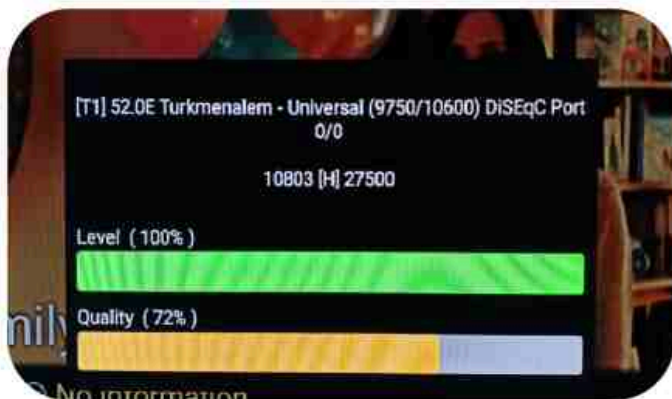 [T1] 52.0E Turkmenalem - Universal (9750/10600) DiSEqC Port
0/0
10803 [H] 27500
Level ( 100% )
Quality ( 72% )
mily
No information